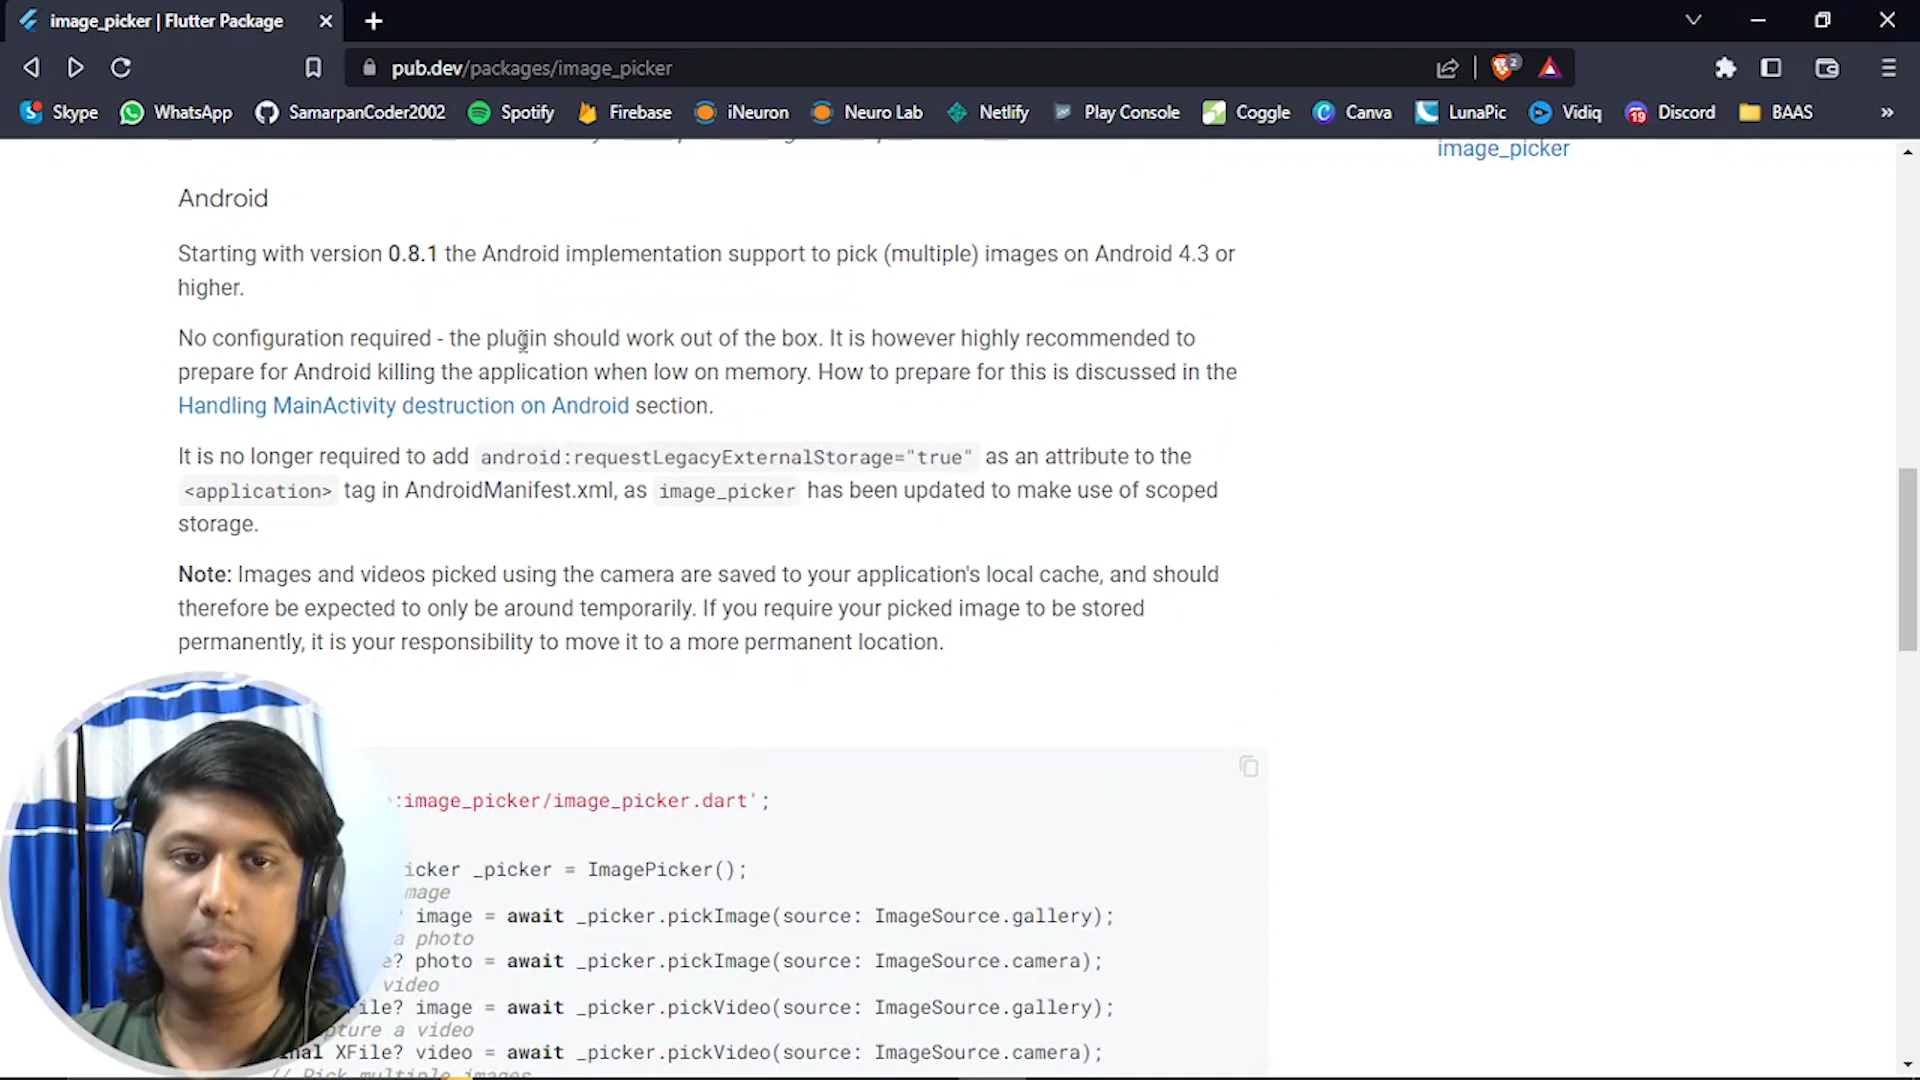 image_picker | Flutter Package
pub.dev/packages/image_picker
2
Skype WhatsApp SamarpanCoder2002 Spotify Firebase iNeuron Neuro Lab Netlify Play Console Coggle Canva LunaPic Vidiq 19 Discord BAAS »
image_picker
Android
Starting with version 0.8.1 the Android implementation support to pick (multiple) images on Android 4.3 or
higher.
No configuration required - the plugin should work out of the box. It is however highly recommended to
prepare for Android killing the application when low on memory. How to prepare for this is discussed in the
Handling MainActivity destruction on Android section.
It is no longer required to add android:requestLegacyExternalStorage="true" as an attribute to the
<application> tag in AndroidManifest.xml, as image_picker has been updated to make use of scoped
storage.
Note: Images and videos picked using the camera are saved to your application's local cache, and should
therefore be expected to only be around temporarily. If you require your picked image to be stored
permanently, it is your responsibility to move it to a more permanent location.
:image_picker/image_picker.dart';
icker _picker = ImagePicker();
mage
image = await _picker.pickImage(source: ImageSource.gallery);
a photo
e? photo = await _picker.pickImage(source: ImageSource.camera);
video
ile? image = await _picker.pickVideo(source: ImageSource.gallery);
pture a video
nal XFile? video = await _picker.pickVideo(source: ImageSource.camera);
// Pick multiple images